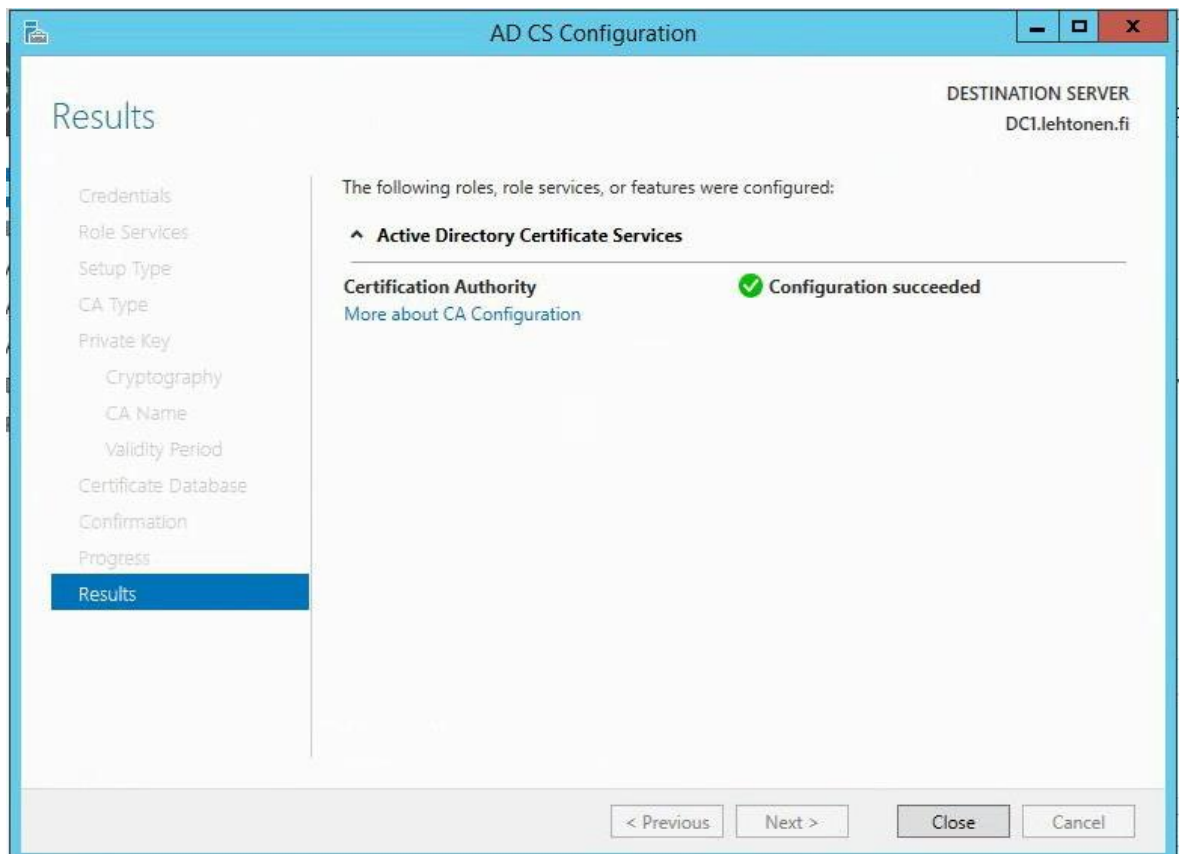 AD CS Configuration
Results
DESTINATION SERVER
DC1.lehtonen.fi
Credentials
Role Services
Setup Type
CA Type
Private Key
Cryptography
CA Name
Validity Period
Certificate Database
Confirmation
Progress
Results
The following roles, role services, or features were configured:
Active Directory Certificate Services
Certification Authority
Configuration succeeded
More about CA Configuration
< Previous
Next >
Close
Cancel